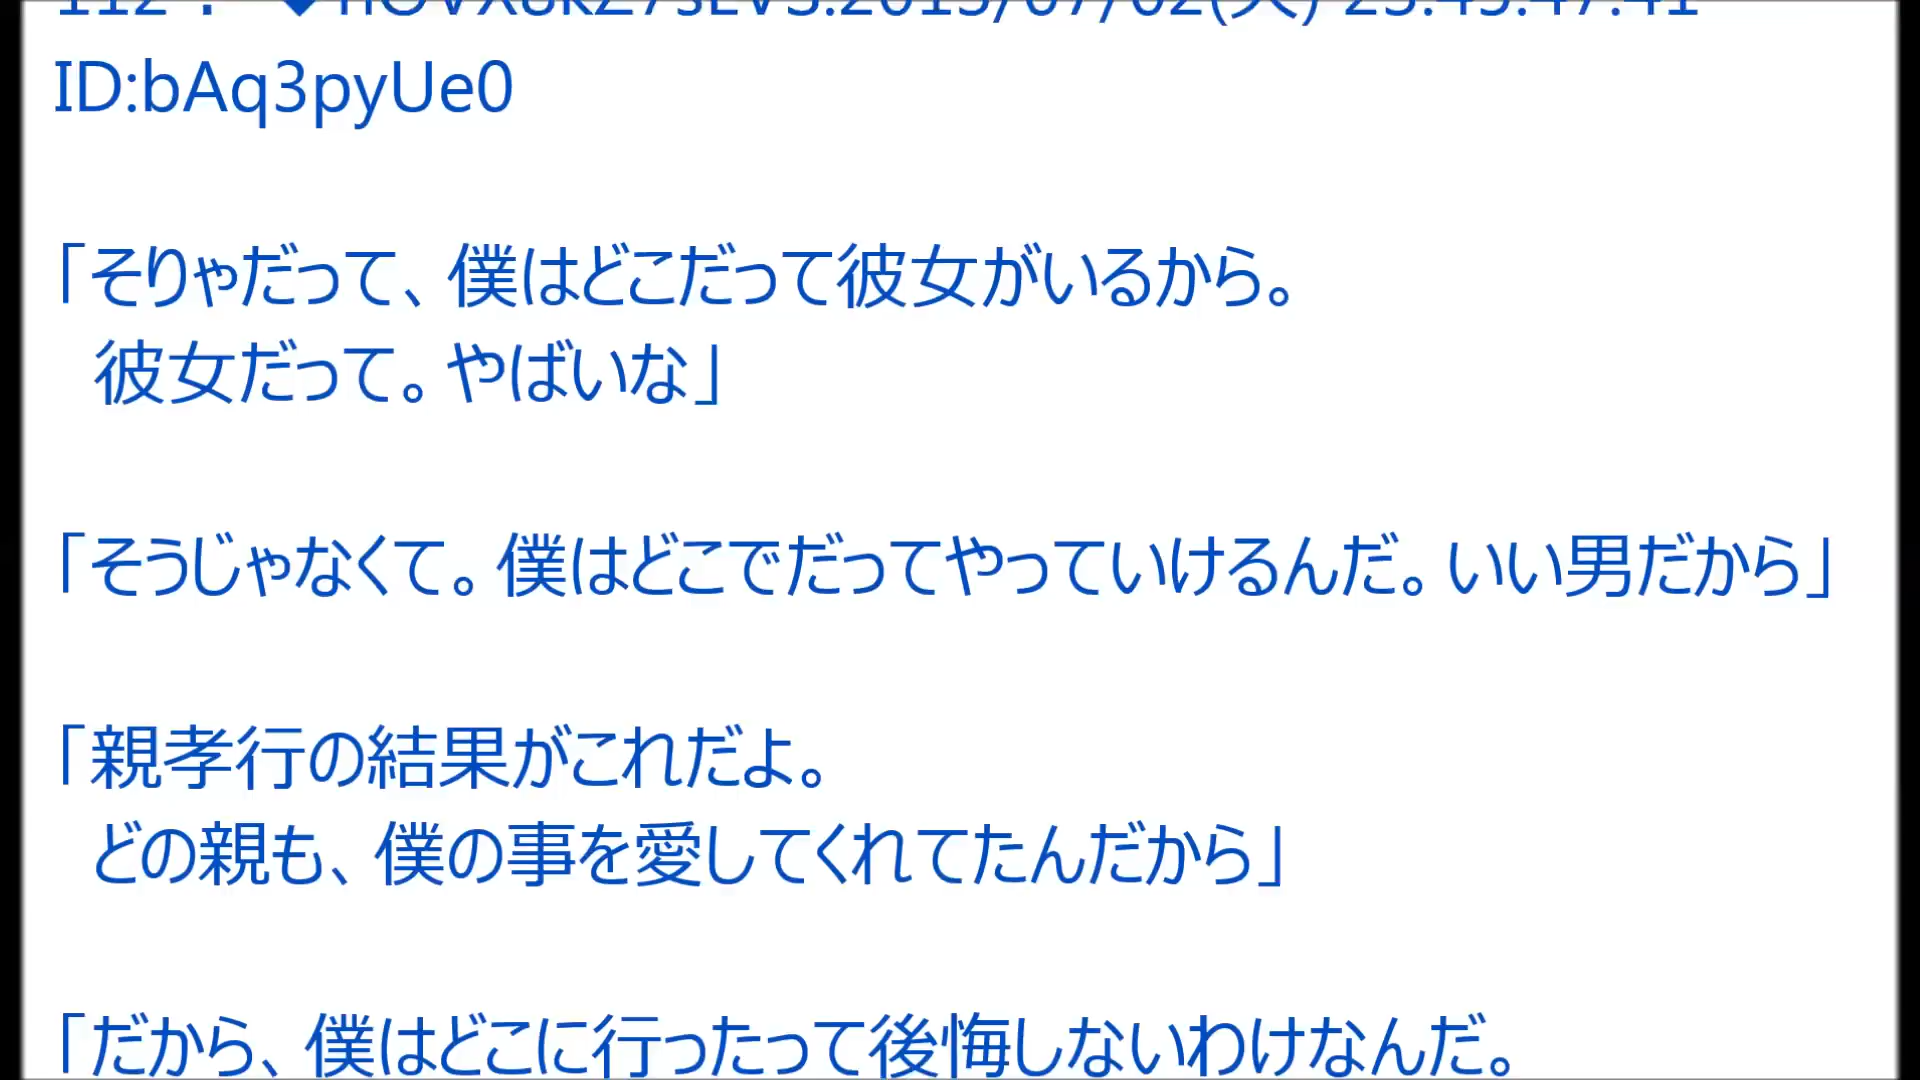 ID:bAq3pyUe0
「そりゃだって、僕はどこだって彼女がいるから。
彼女だって。やばいな」
「そうじゃなくて。僕はどこでだってやっていけるんだ。いい男だから」
「親孝行の結果がこれだよ。
どの親も、僕の事を愛してくれてたんだから」
「だから、僕はどこに行ったって後悔しないわけなんだ。